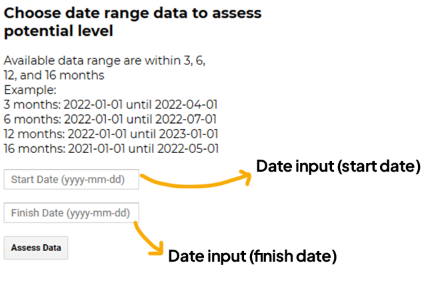 Choose date range data to assess
potential level
Available data range are within 3, 6,
12, and 16 months
Example:
3 months: 2022-01-01 until 2022-04-01
6 months: 2022-01-01 until 2022-07-01
12 months: 2022-01-01 until 2023-01-01
16 months: 2021-01-01 until 2022-05-01
Start Date (yyyy-mm-dd)
Date input (start date)
Finish Date (yyyy-mm-dd)
Assess Data
Date input (finish date)